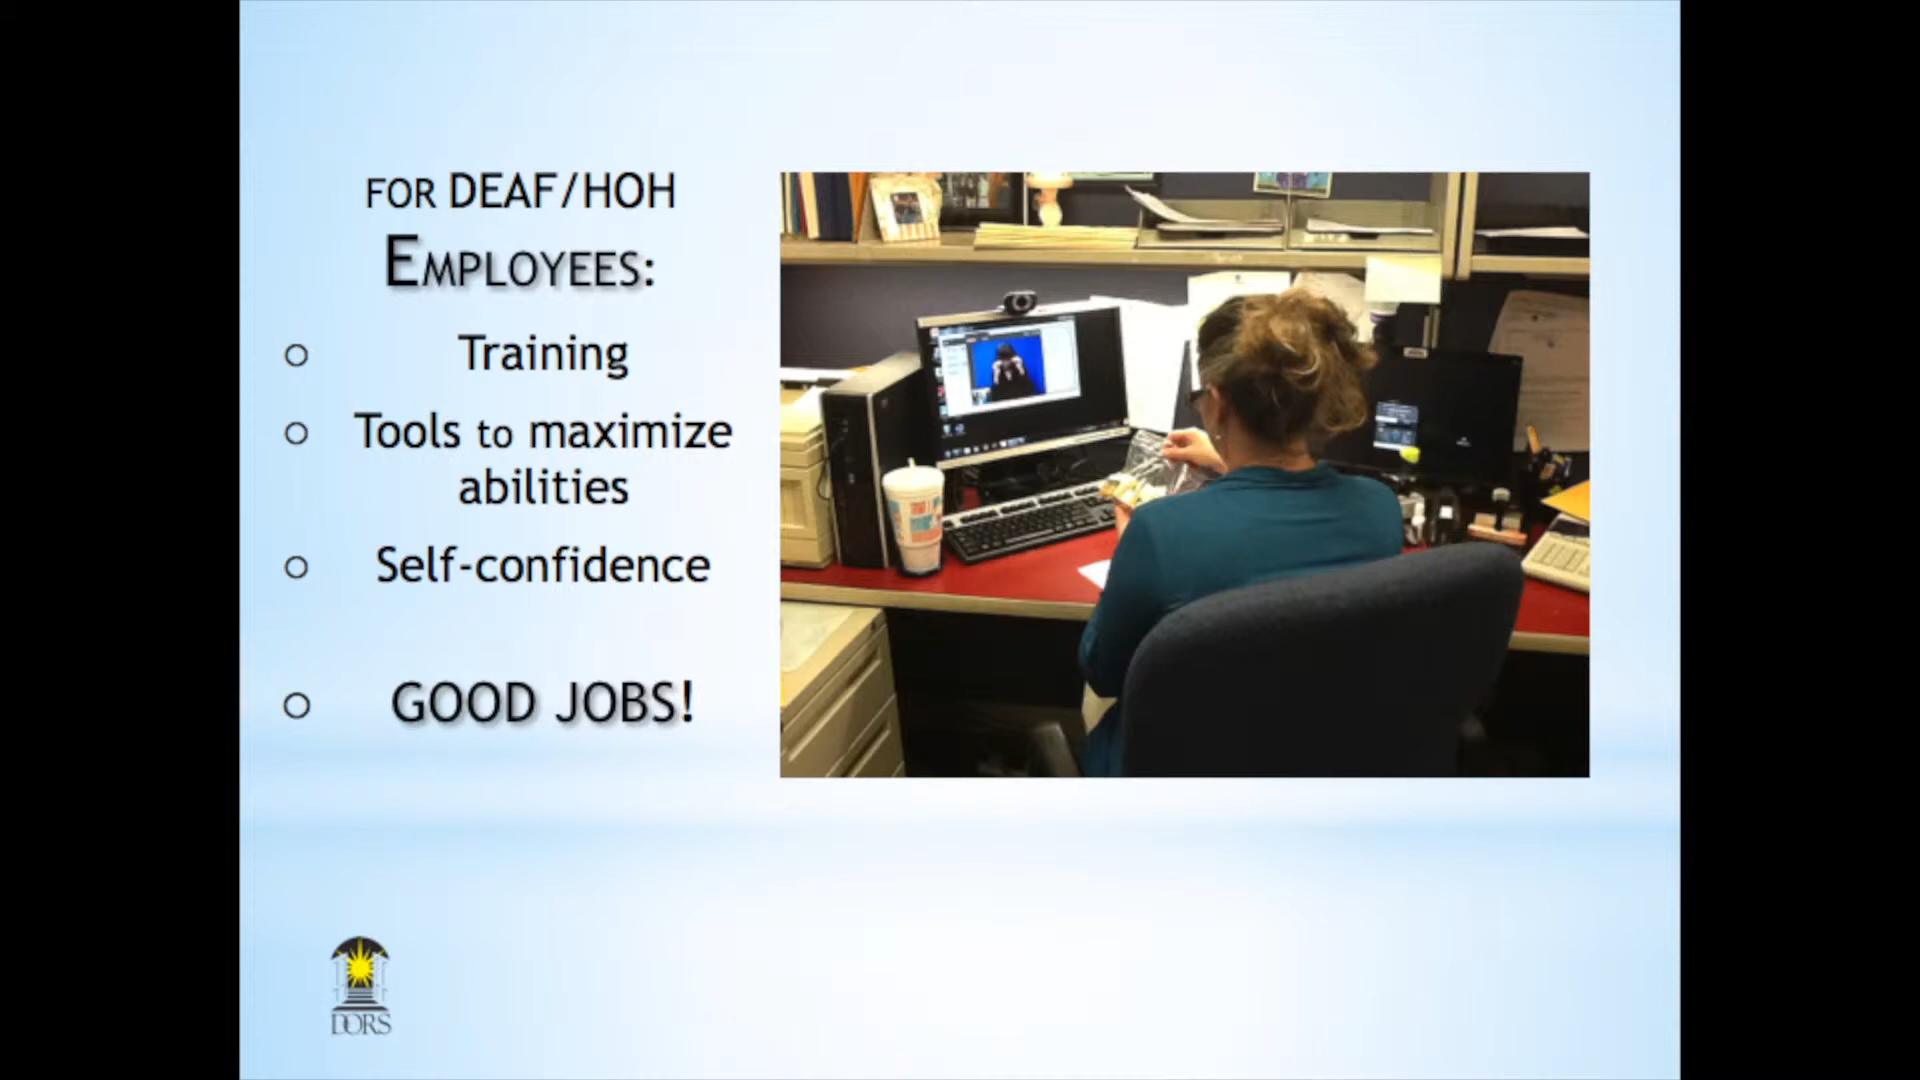 FOR DEAF/HOH
EMPLOYEES:
Training
Tools to maximize
abilities
Self-confidence
GOOD JOBS!
DORS